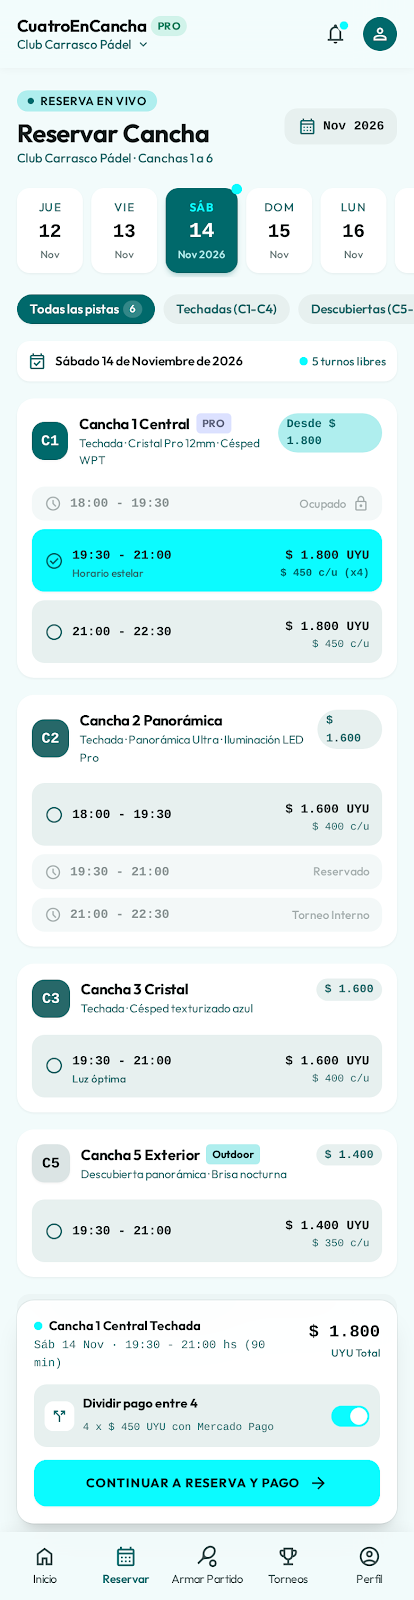 CuatroEnCancha PRO
Club Carrasco Pádel
RESERVA EN VIVO
Reservar Cancha
Club Carrasco Pádel · Canchas 1 a 6
Nov 2026
JUE
12
Nov
VIE
13
Nov
SÁB
14
Nov 2026
DOM
15
Nov
LUN
16
Nov
Todas las pistas 6
Techadas (C1-C4)
Descubiertas (C5-
Sábado 14 de Noviembre de 2026
5 turnos libres
C1
Cancha 1 Central PRO
Techada · Cristal Pro 12mm · Césped
WPT
Desde $
1.800
18:00 - 19:30
Ocupado
19:30 - 21:00
Horario estelar
$ 1.800 UYU
$ 450 c/u (x4)
21:00 - 22:30
$ 1.800 UYU
$ 450 c/u
C2
Cancha 2 Panorámica
Techada · Panorámica Ultra · Iluminación LED
Pro
$
1.600
18:00 - 19:30
$ 1.600 UYU
$ 400 c/u
19:30 - 21:00
Reservado
21:00 - 22:30
Torneo Interno
C3
Cancha 3 Cristal
Techada · Césped texturizado azul
$ 1.600
19:30 - 21:00
Luz óptima
$ 1.600 UYU
$ 400 c/u
C5
Cancha 5 Exterior Outdoor
Descubierta panorámica · Brisa nocturna
$ 1.400
19:30 - 21:00
$ 1.400 UYU
$ 350 c/u
Cancha 1 Central Techada
Sáb 14 Nov · 19:30 - 21:00 hs (90
min)
$ 1.800
UYU Total
Dividir pago entre 4
4 x $ 450 UYU con Mercado Pago
CONTINUAR A RESERVA Y PAGO
Inicio
Reservar
Armar Partido
Torneos
Perfil